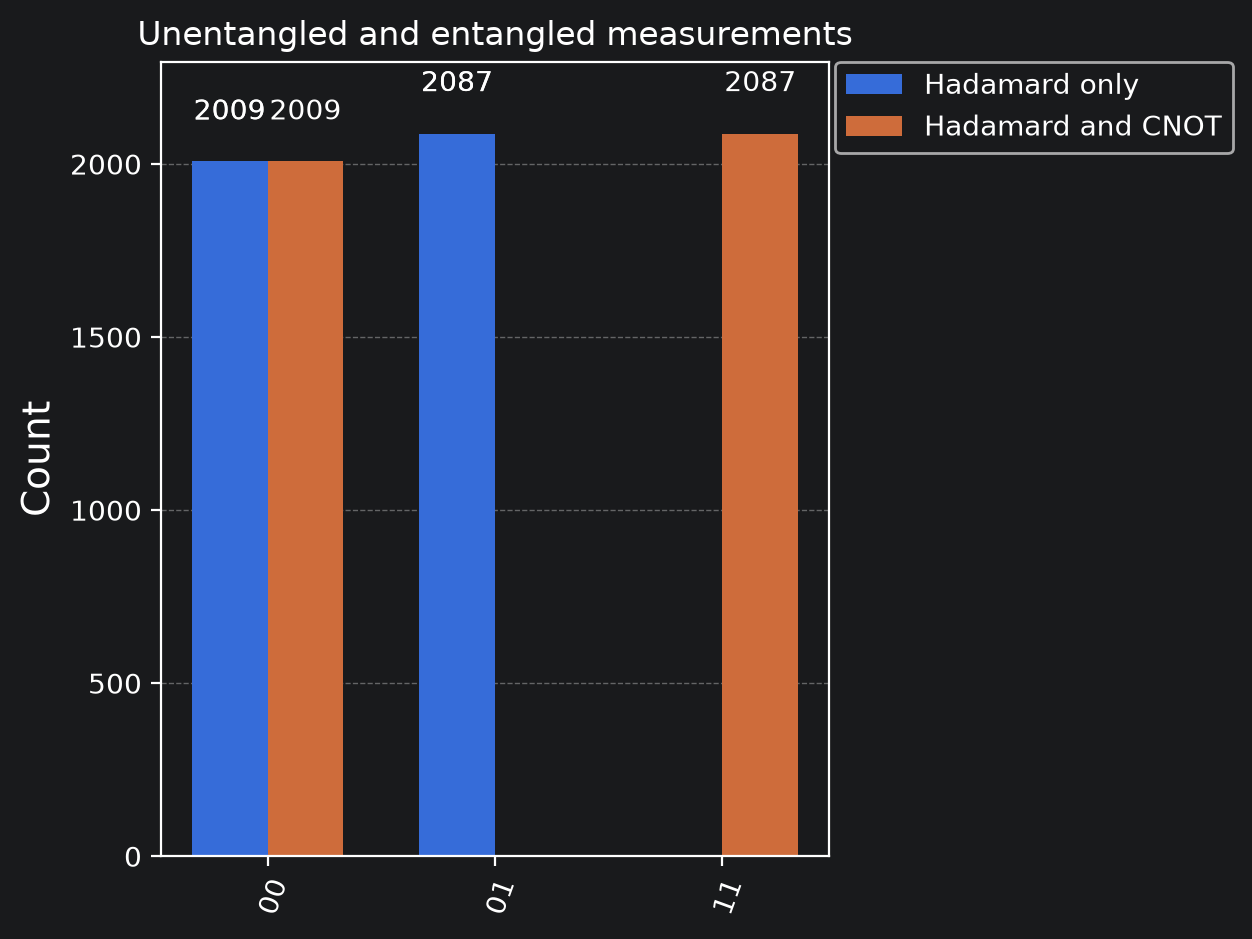 Unentangled and entangled measurements
2009 2009 2087 2087
Hadamard only
Hadamard and CNOT
Count
2000
1500
1000
500
0
00 01 11